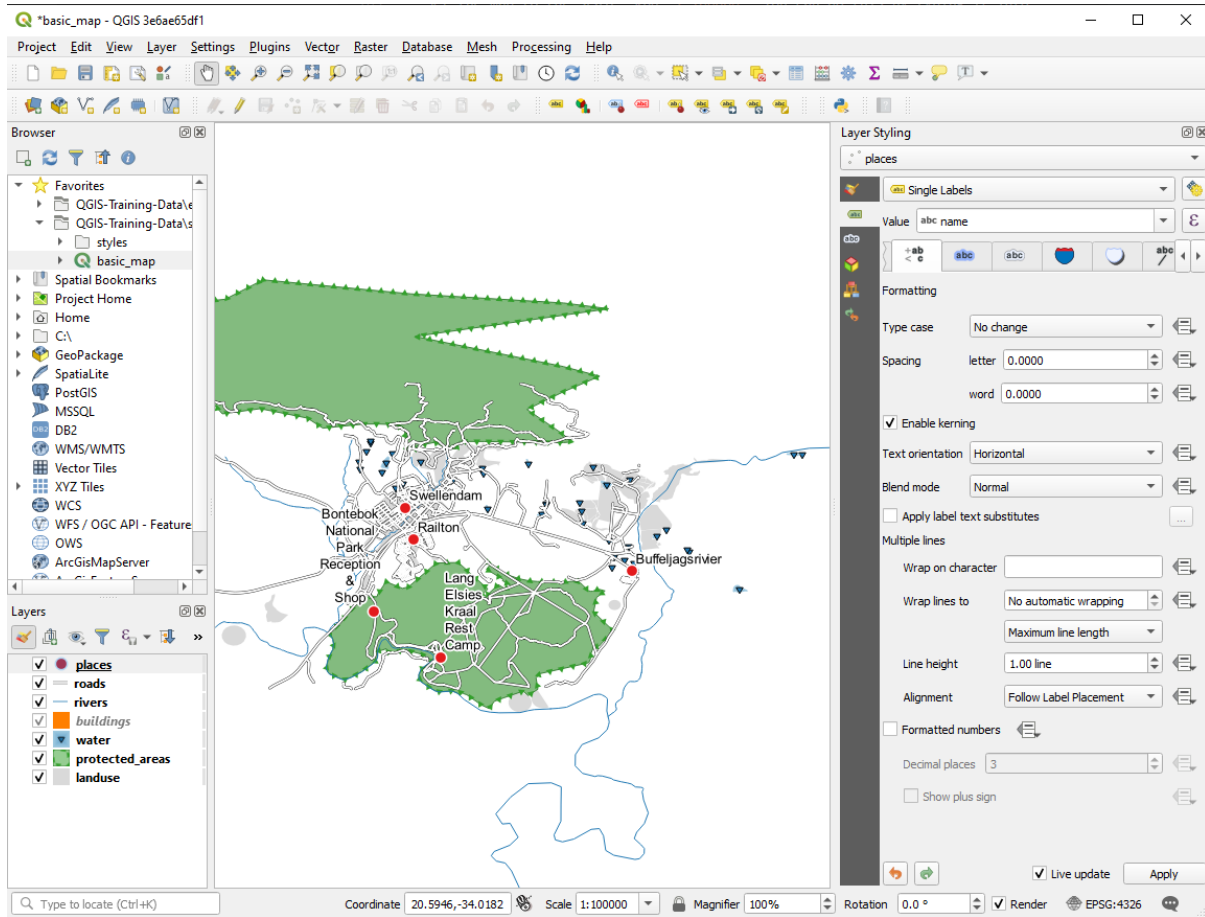 *basic_map - QGIS 3e6ae65df1
Project Edit View Layer Settings Plugins Vector Raster Database Mesh Processing Help
Browser
Favorites
QGIS-Training-Data\e
QGIS-Training-Data\s
styles
basic_map
Spatial Bookmarks
Project Home
Home
C:\
GeoPackage
SpatiaLite
PostGIS
MSSQL
DB2
WMS/WMTS
Vector Tiles
XYZ Tiles
WCS
WFS / OGC API - Feature
OWS
ArcGisMapServer
Layers
places
roads
rivers
buildings
water
protected_areas
landuse
Swellendam
Bontebok
National
Park
Reception
&
Shop
Railton
Buffeljagsrivier
Lang
Elsies
Kraal
Rest
Camp
Layer Styling
places
Single Labels
Value abc name
Formatting
Type case No change
Spacing letter 0.0000
word 0.0000
Enable kerning
Text orientation Horizontal
Blend mode Normal
Apply label text substitutes ...
Multiple lines
Wrap on character
Wrap lines to No automatic wrapping
Maximum line length
Line height 1.00 line
Alignment Follow Label Placement
Formatted numbers
Decimal places 3
Show plus sign
Live update Apply
Type to locate (Ctrl+K) Coordinate 20.5946,-34.0182 Scale 1:100000 Magnifier 100% Rotation 0.0 ° Render EPSG:4326